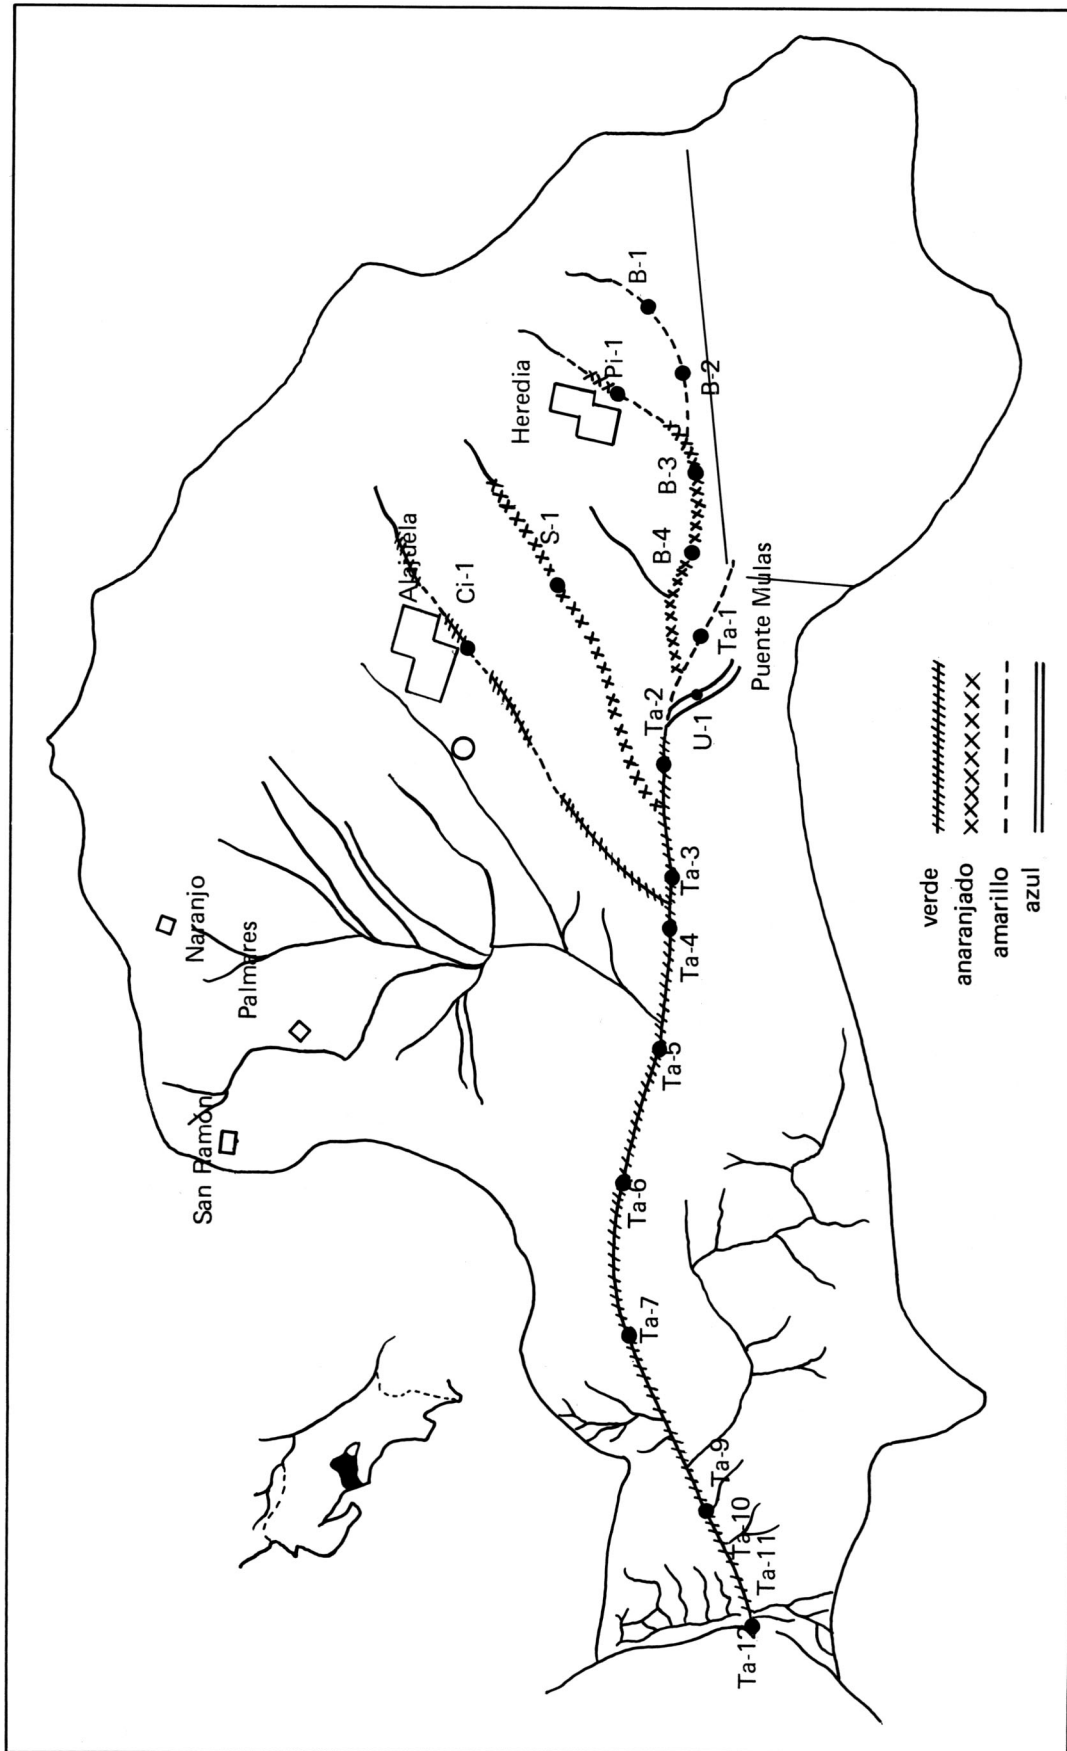 San Ramón
Palmares
Naranjo
Alajuela
Ci-1
S-1
Heredia
Pi-1
B-1
B-2
B-3
B-4
Ta-1
Puente Mulas
Ta-2
U-1
Ta-3
Ta-4
Ta-5
Ta-6
Ta-7
Ta-9
Ta-10
Ta-11
Ta-12
verde
anaranjado
amarillo
azul